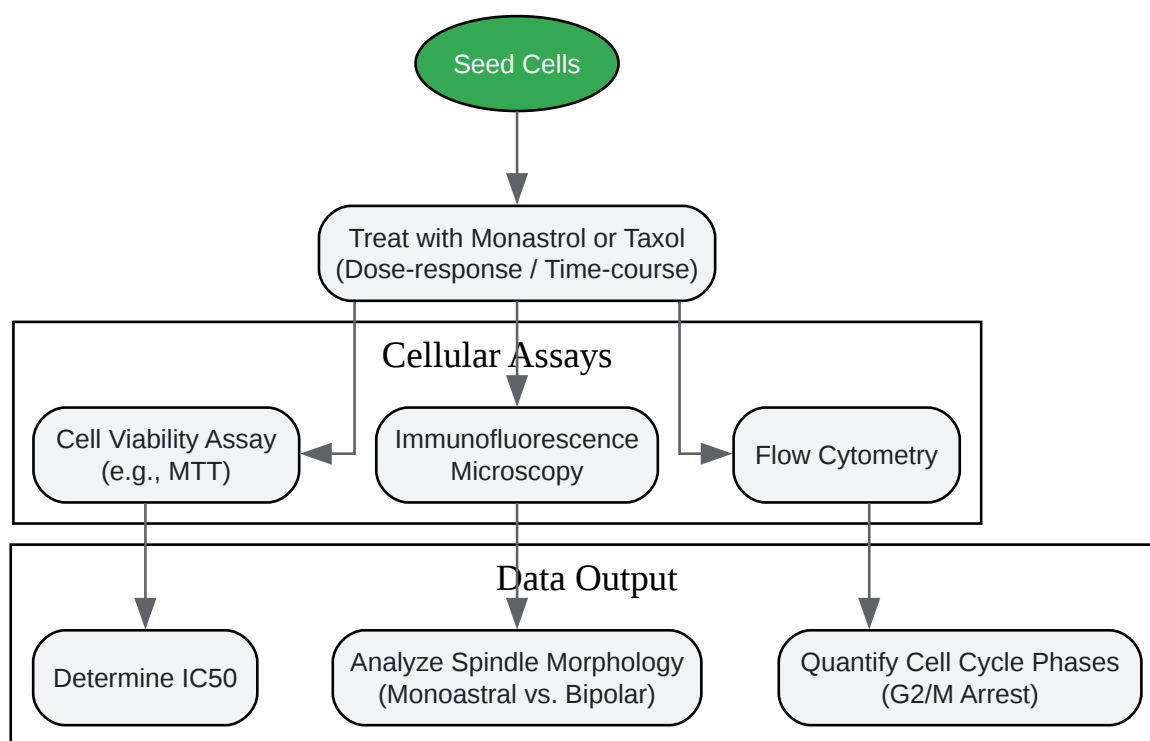 Seed Cells
Treat with Monastrol or Taxol
(Dose-response / Time-course)
Cellular Assays
Cell Viability Assay
(e.g., MTT)
Immunofluorescence
Microscopy
Flow Cytometry
Data Output
Determine IC50
Analyze Spindle Morphology
(Monoastral vs. Bipolar)
Quantify Cell Cycle Phases
(G2/M Arrest)